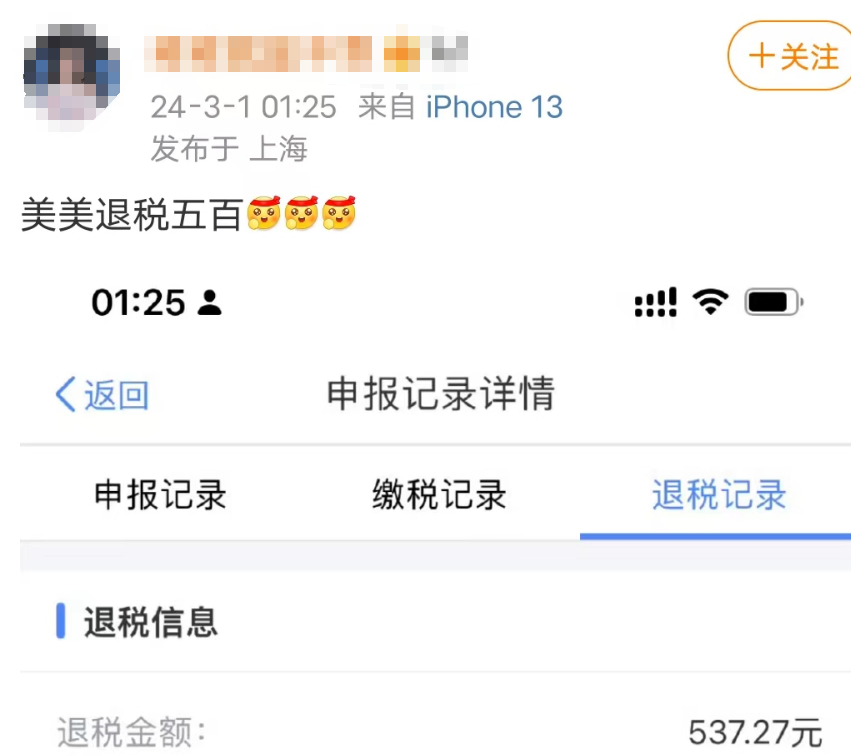 +关注
24-3-1 01:25 来自 iPhone 13
发布于 上海
美美退税五百
01:25
返回 申报记录详情
申报记录 缴税记录 退税记录
退税信息
退税金额: 537.27元